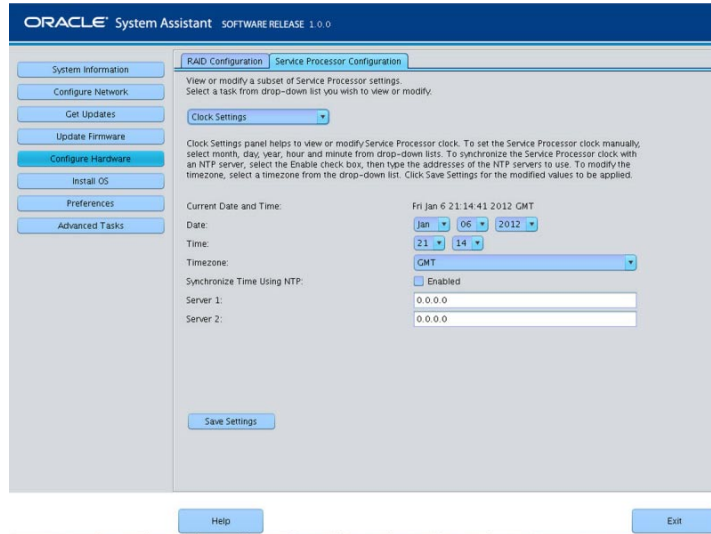 ORACLE System Assistant SOFTWARE RELEASE 1.0.0
System Information
Configure Network
Get Updates
Update Firmware
Configure Hardware
Install OS
Preferences
Advanced Tasks
RAID Configuration Service Processor Configuration
View or modify a subset of Service Processor settings.
Select a task from drop-down list you wish to view or modify.
Clock Settings
Clock Settings panel helps to view or modify Service Processor clock. To set the Service Processor clock manually,
select month, day, year, hour and minute from drop-down lists. To synchronize the Service Processor clock with
an NTP server, select the Enable check box, then type the addresses of the NTP servers to use. To modify the
timezone, select a timezone from the drop-down list. Click Save Settings for the modified values to be applied.
Current Date and Time: Fri Jan 6 21:14:41 2012 GMT
Date: Jan 06 2012
Time: 21 14
Timezone: GMT
Synchronize Time Using NTP: Enabled
Server 1: 0.0.0.0
Server 2: 0.0.0.0
Save Settings
Help Exit